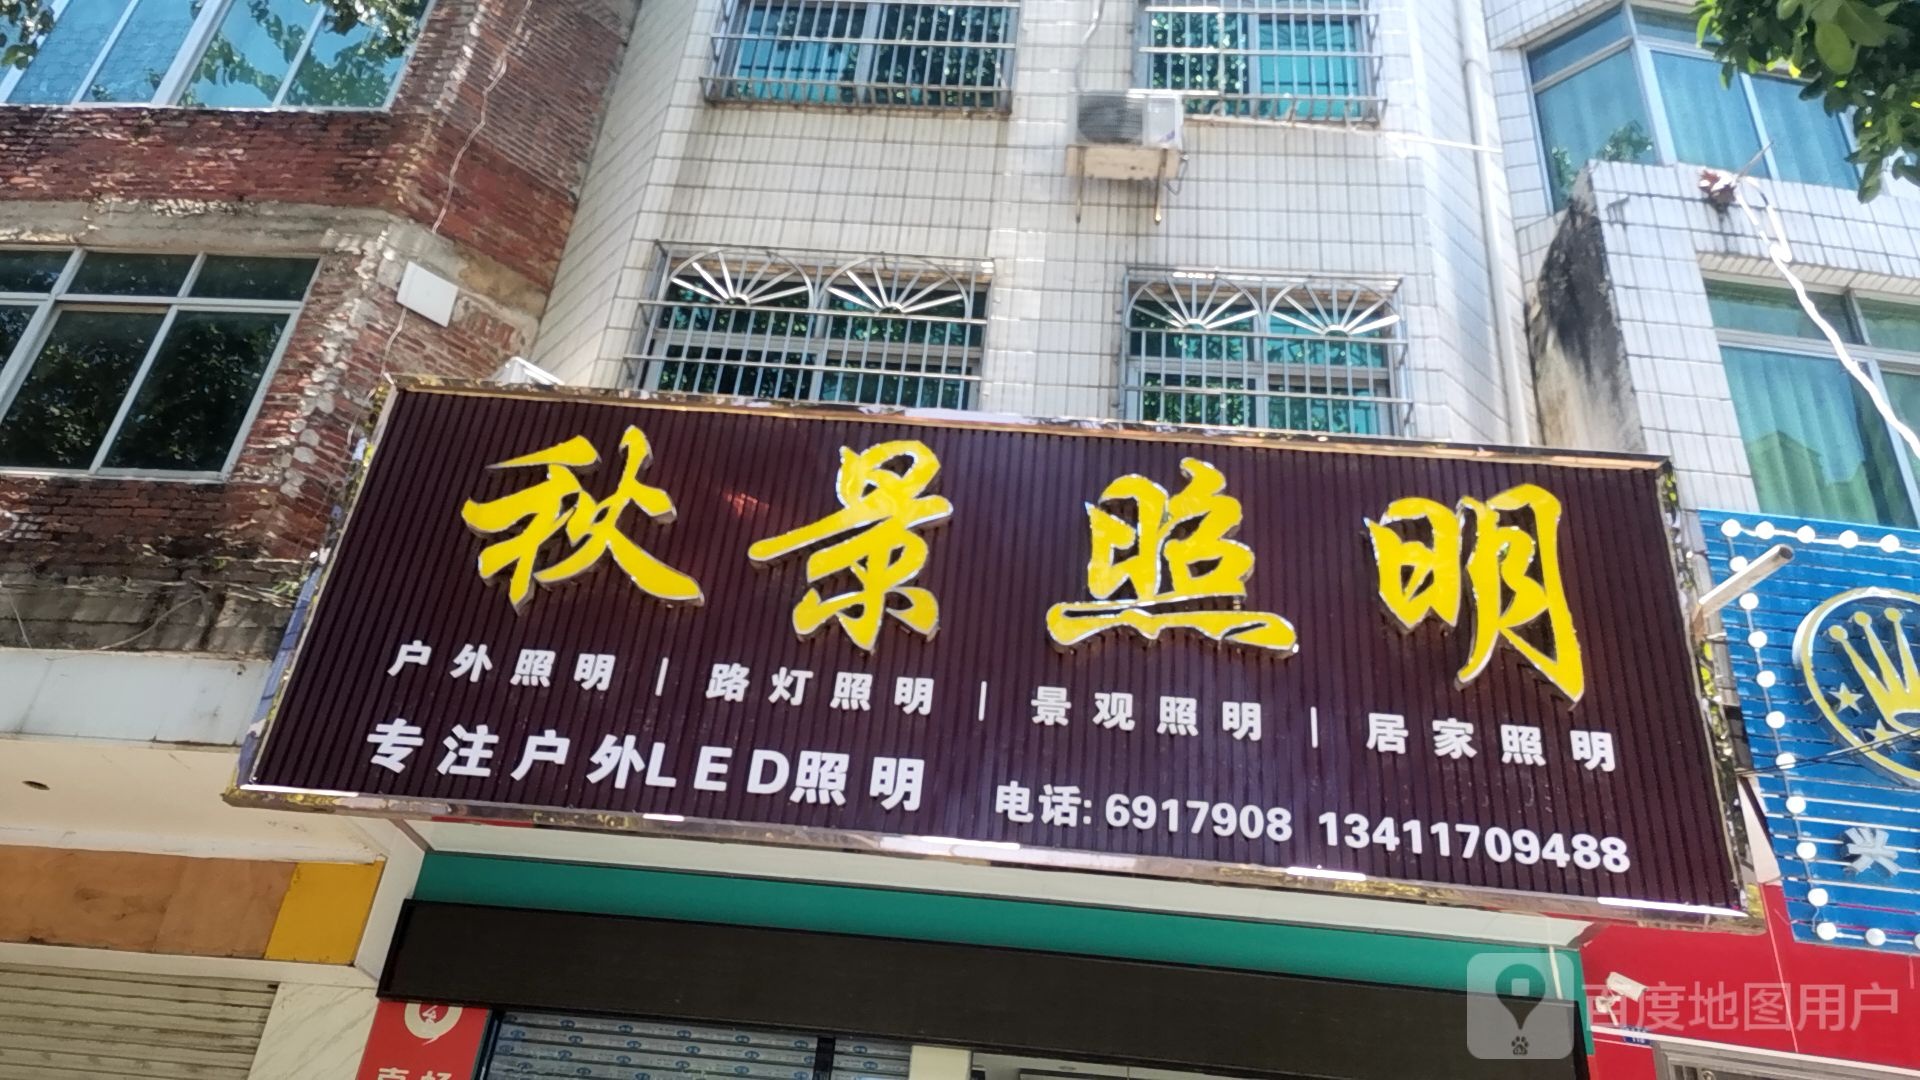 秋景照明
户外照明 | 路灯照明 | 景观照明 | 居家照明
专注户外LED照明
电话: 6917908 13411709488
兴
百度地图用户